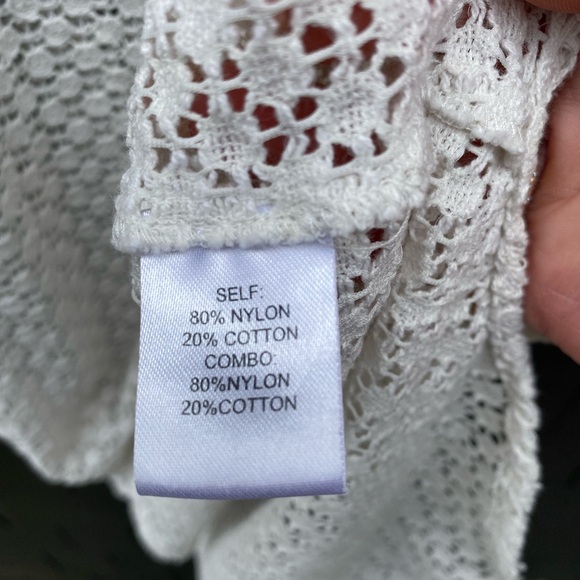 SELF:
80% NYLON
20% COTTON
COMBO:
80%NYLON
20%COTTON